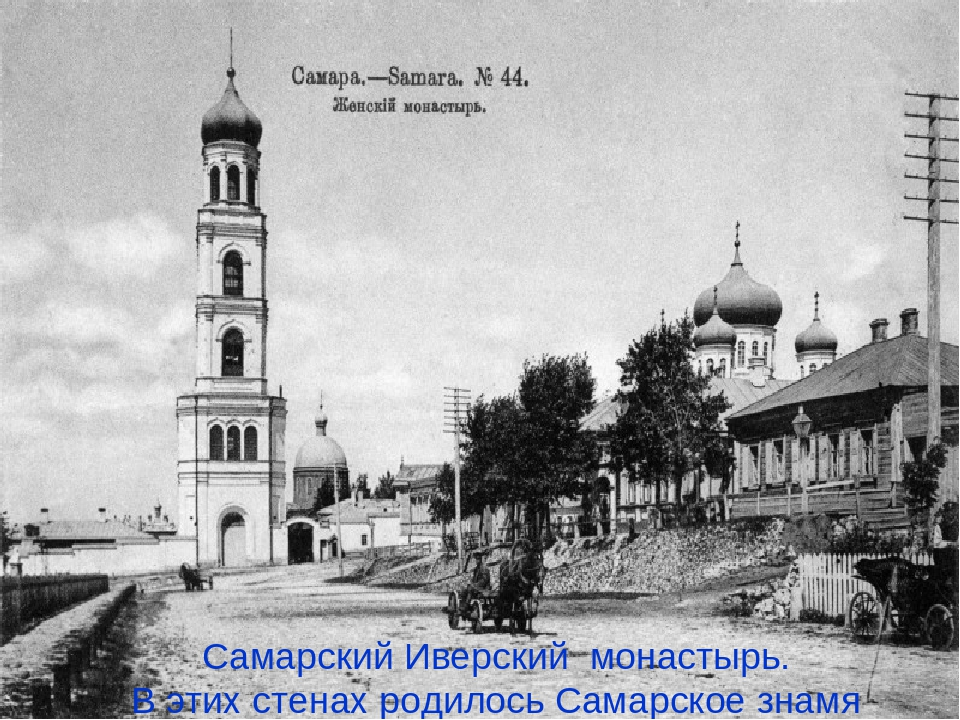 Самара.—Samara. № 44.
Женскій монастырь.
Самарский Иверский монастырь.
В этих стенах родилось Самарское знамя